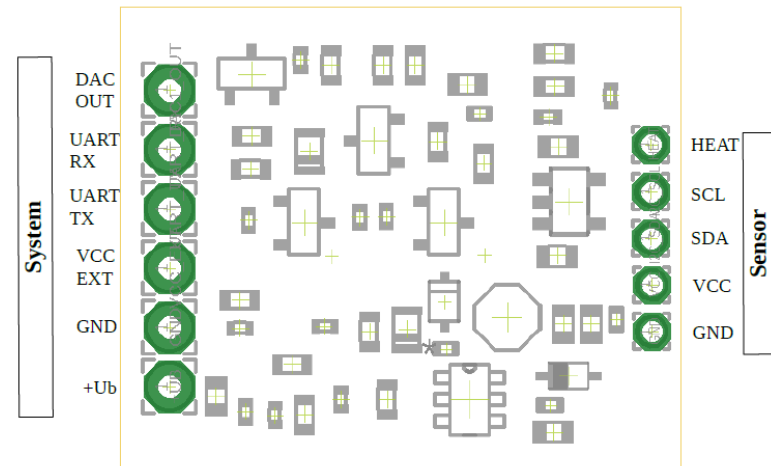 System
DAC
OUT
UART
RX
UART
TX
VCC
EXT
GND
+Ub
HEAT
SCL
SDA
VCC
GND
Sensor
*